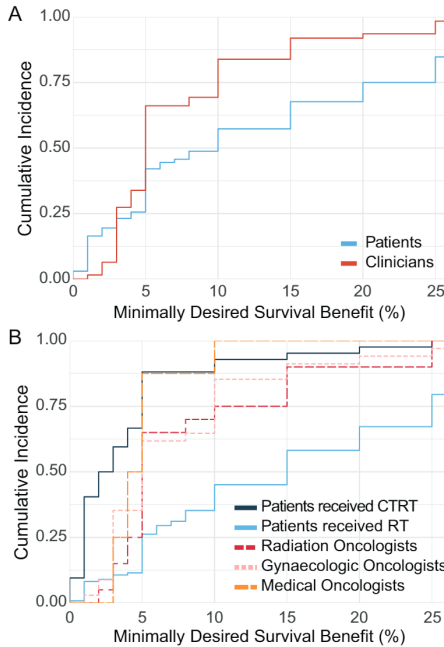 A
1.00
0.75
0.50
0.25
0.00
Cumulative Incidence
Patients
Clinicians
0 5 10 15 20 25
Minimally Desired Survival Benefit (%)
B
1.00
0.75
0.50
0.25
0.00
Cumulative Incidence
Patients received CTRT
Patients received RT
Radiation Oncologists
Gynaecologic Oncologists
Medical Oncologists
0 5 10 15 20 25
Minimally Desired Survival Benefit (%)